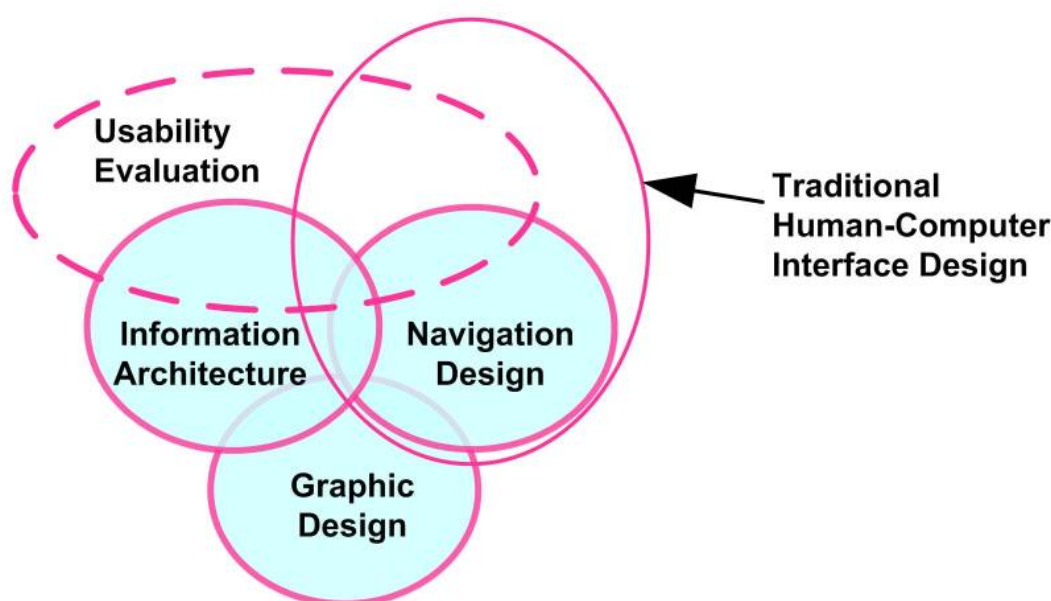 Usability
Evaluation
Traditional
Human-Computer
Interface Design
Information
Architecture
Navigation
Design
Graphic
Design